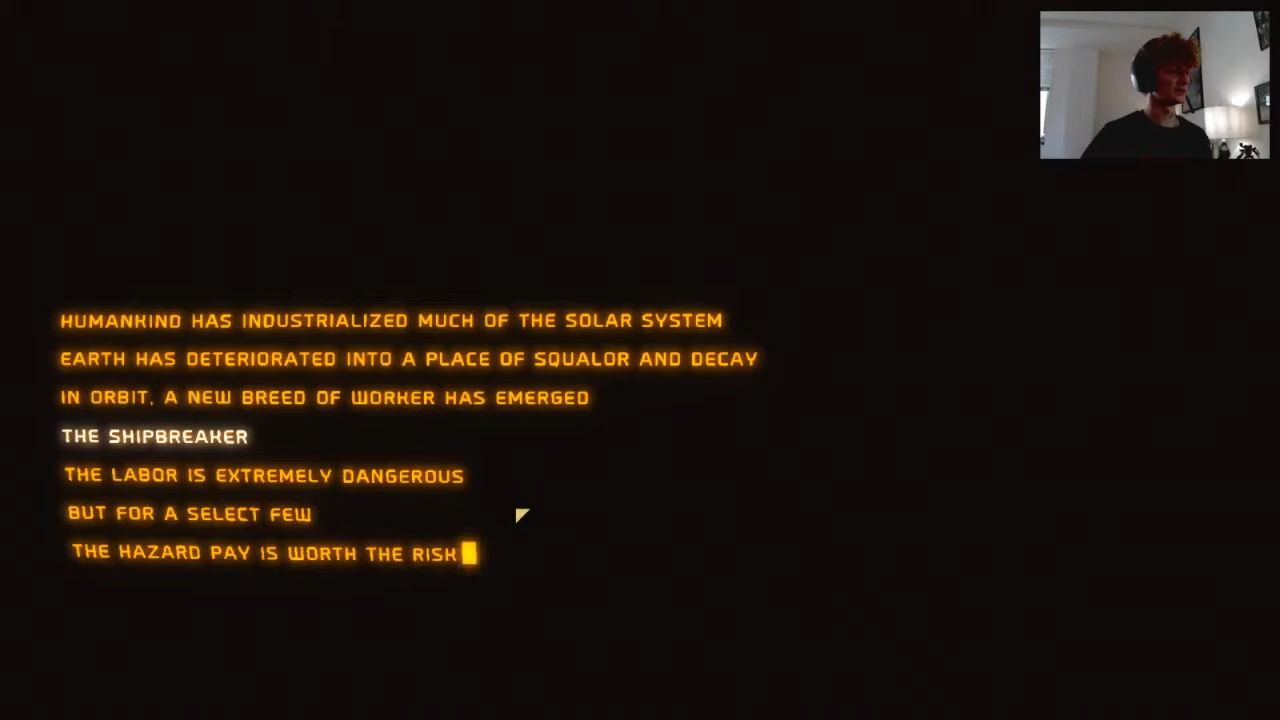 HUMANKIND HAS INDUSTRIALIZED MUCH OF THE SOLAR SYSTEM
EARTH HAS DETERIORATED INTO A PLACE OF SQUALOR AND DECAY
IN ORBIT, A NEW BREED OF WORKER HAS EMERGED
THE SHIPBREAKER
THE LABOR IS EXTREMELY DANGEROUS
BUT FOR A SELECT FEW
THE HAZARD PAY IS WORTH THE RISK